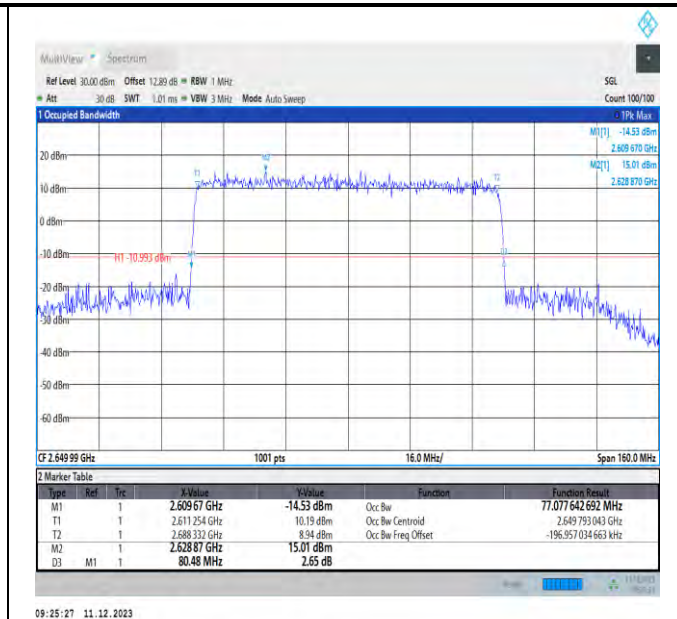 MultiView Spectrum
Ref Level 30.00 dBm Offset 12.89 dB RBW 1 MHz SGL
Att 30 dB SWT 1.01 ms VBW 3 MHz Mode Auto Sweep Count 100/100
1 Occupied Bandwidth 1Pk Max
M1[1] -14.53 dBm
2.609 670 GHz
M2[1] 15.01 dBm
2.628 870 GHz
20 dBm
M2
T1 T2
10 dBm
0 dBm
-10 dBm
H1 -10.993 dBm M1 D3
-20 dBm
-30 dBm
-40 dBm
-50 dBm
-60 dBm
CF 2.649 99 GHz 1001 pts 16.0 MHz/ Span 160.0 MHz
2 Marker Table
Type Ref Trc X-Value Y-Value Function Function Result
M1 1 2.609 67 GHz -14.53 dBm Occ Bw 77.077 642 692 MHz
T1 1 2.611 254 GHz 10.19 dBm Occ Bw Centroid 2.649 793 043 GHz
T2 1 2.688 332 GHz 8.94 dBm Occ Bw Freq Offset -196.957 034 663 kHz
M2 1 2.628 87 GHz 15.01 dBm
D3 M1 1 80.48 MHz 2.65 dB
09:25:27 11.12.2023